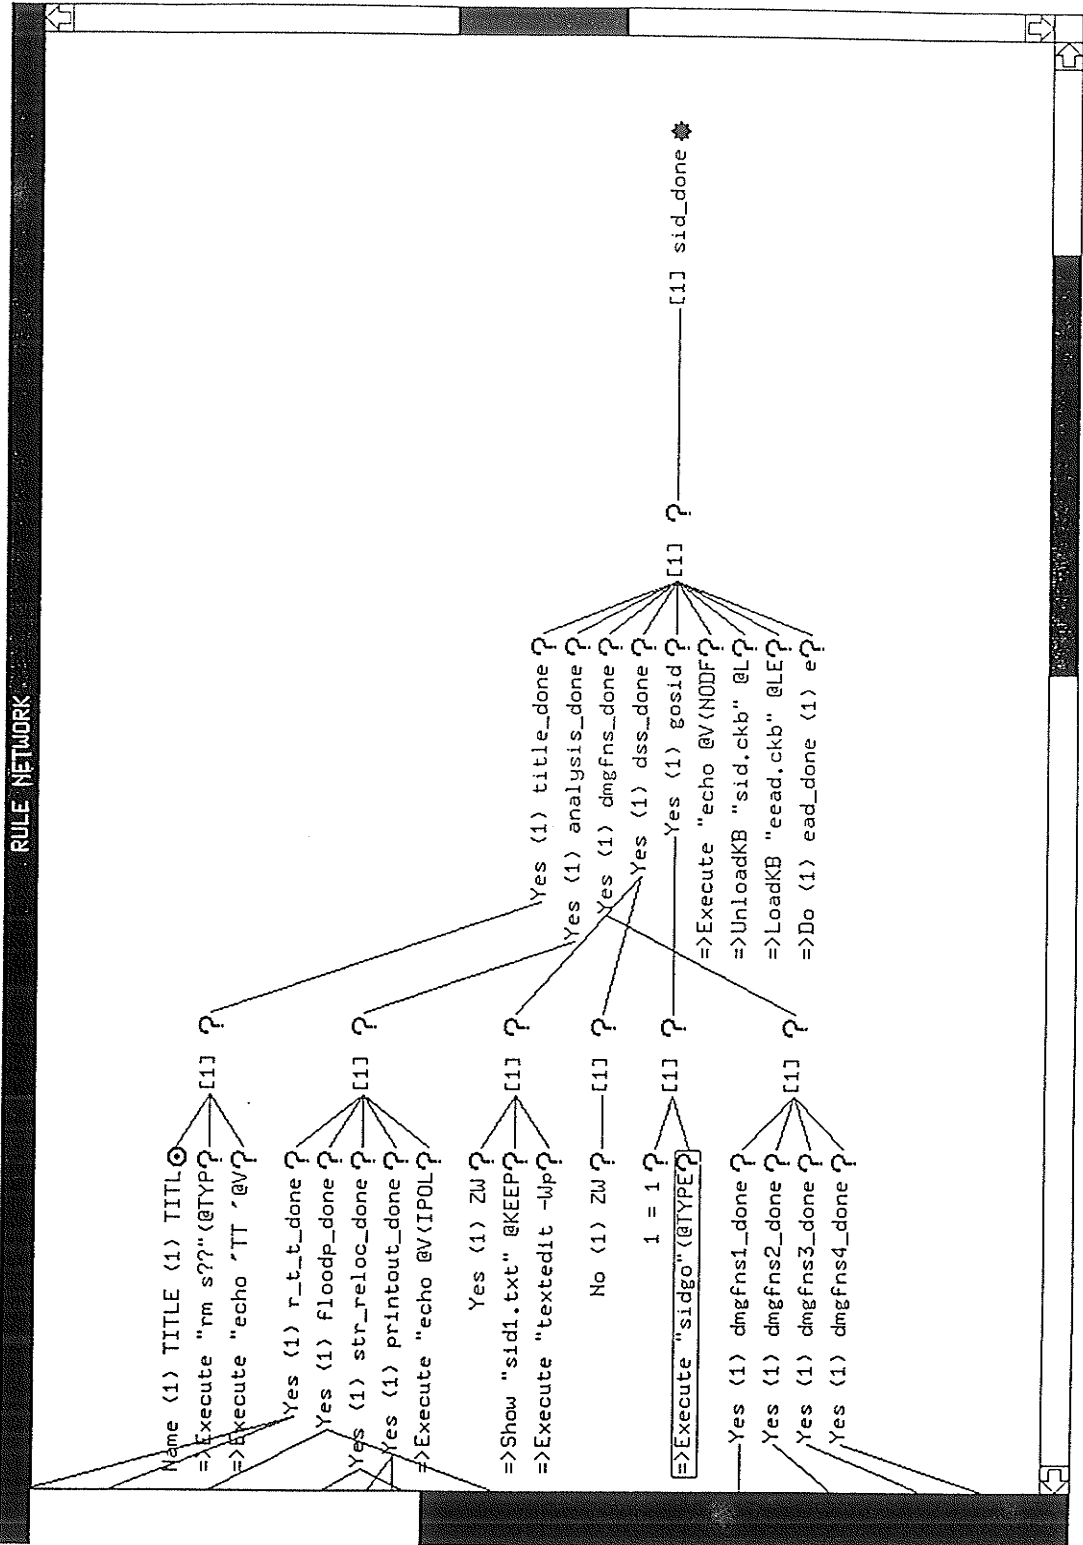 RULE NETWORK
Name (1) TITLE (1) TITL
=>Execute "rm s??"(@TYP?
=>Execute "echo 'TT '@V?
[1] ?
Yes (1) r_t_t_done ?
Yes (1) floodp_done ?
Yes (1) str_reloc_done ?
Yes (1) printout_done ?
=>Execute "echo @V(IPOL?
[1] ?
Yes (1) ZW ?
=>Show "sid1.txt" @KEEP?
=>Execute "textedit -Wp?
[1] ?
No (1) ZW ?
[1] ?
1 = 1 ?
=>Execute "sidgo"(@TYPE?
[1] ?
Yes (1) dmgfns1_done ?
Yes (1) dmgfns2_done ?
Yes (1) dmgfns3_done ?
Yes (1) dmgfns4_done ?
[1] ?
Yes (1) title_done ?
Yes (1) analysis_done ?
Yes (1) dmgfns_done ?
Yes (1) dss_done ?
Yes (1) gosid ?
=>Execute "echo @V(NODF?
=>UnloadKB "sid.ckb" @L?
=>LoadKB "eead.ckb" @LE?
=>Do (1) ead_done (1) e?
[1] ?
[1] sid_done